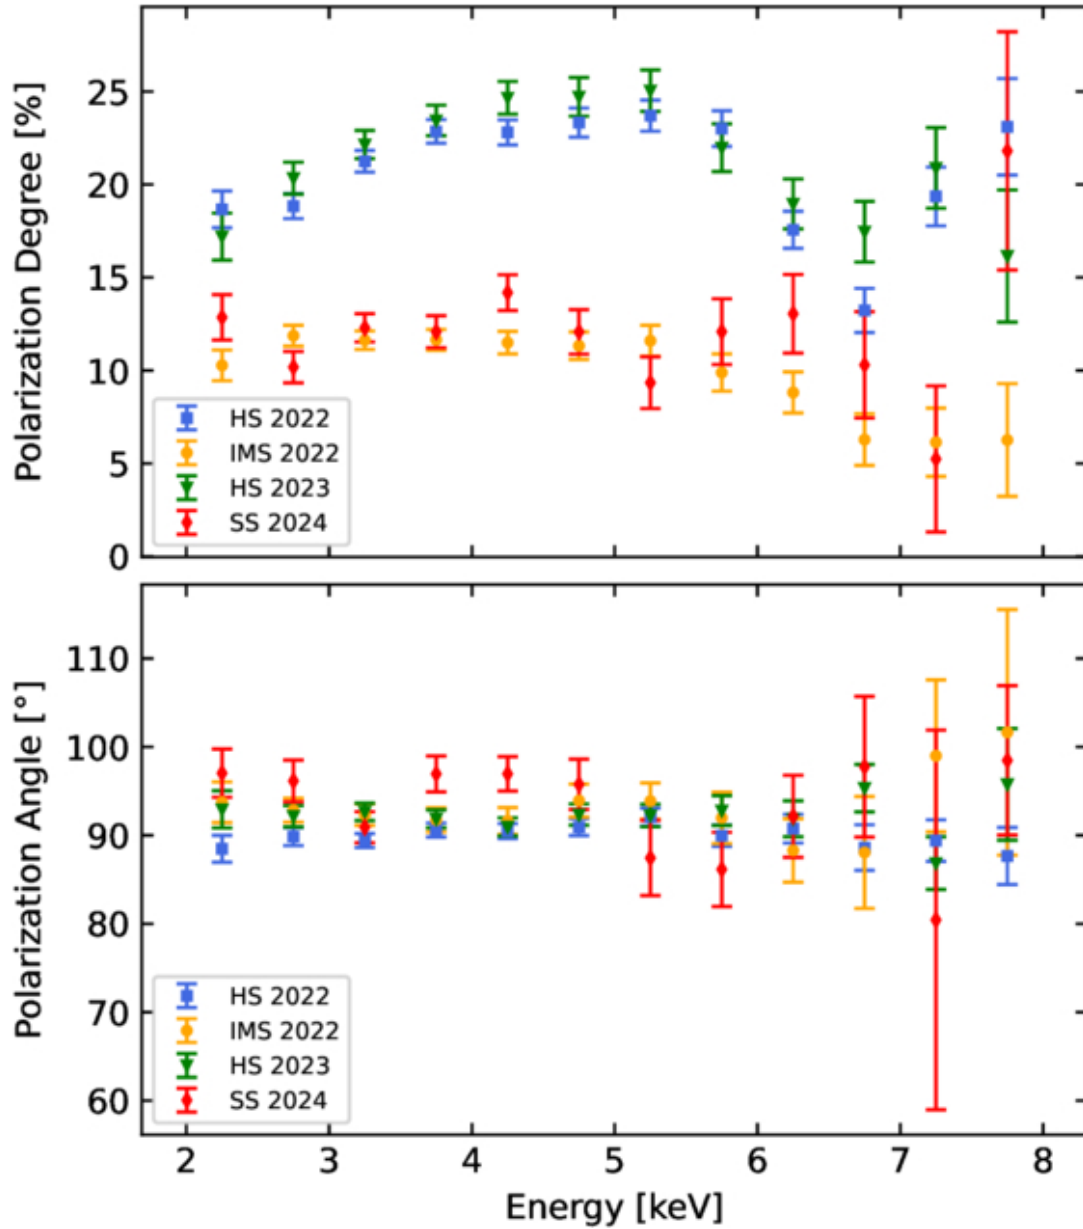 Polarization Degree [%]
25
20
15
10
5
0
HS 2022
IMS 2022
HS 2023
SS 2024
Polarization Angle [°]
110
100
90
80
70
60
HS 2022
IMS 2022
HS 2023
SS 2024
2 3 4 5 6 7 8
Energy [keV]